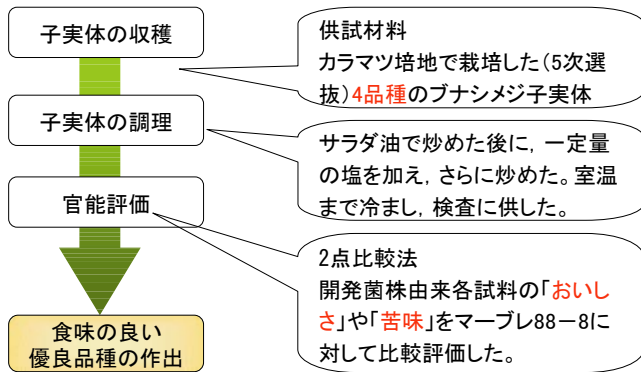 子実体の収穫
供試材料
カラマツ培地で栽培した(5次選
抜)4品種のブナシメジ子実体
子実体の調理
サラダ油で炒めた後に, 一定量
の塩を加え, さらに炒めた。室温
まで冷まし, 検査に供した。
官能評価
2点比較法
開発菌株由来各試料の「おいし
さ」や「苦味」をマーブレ88-8に
対して比較評価した。
食味の良い
優良品種の作出